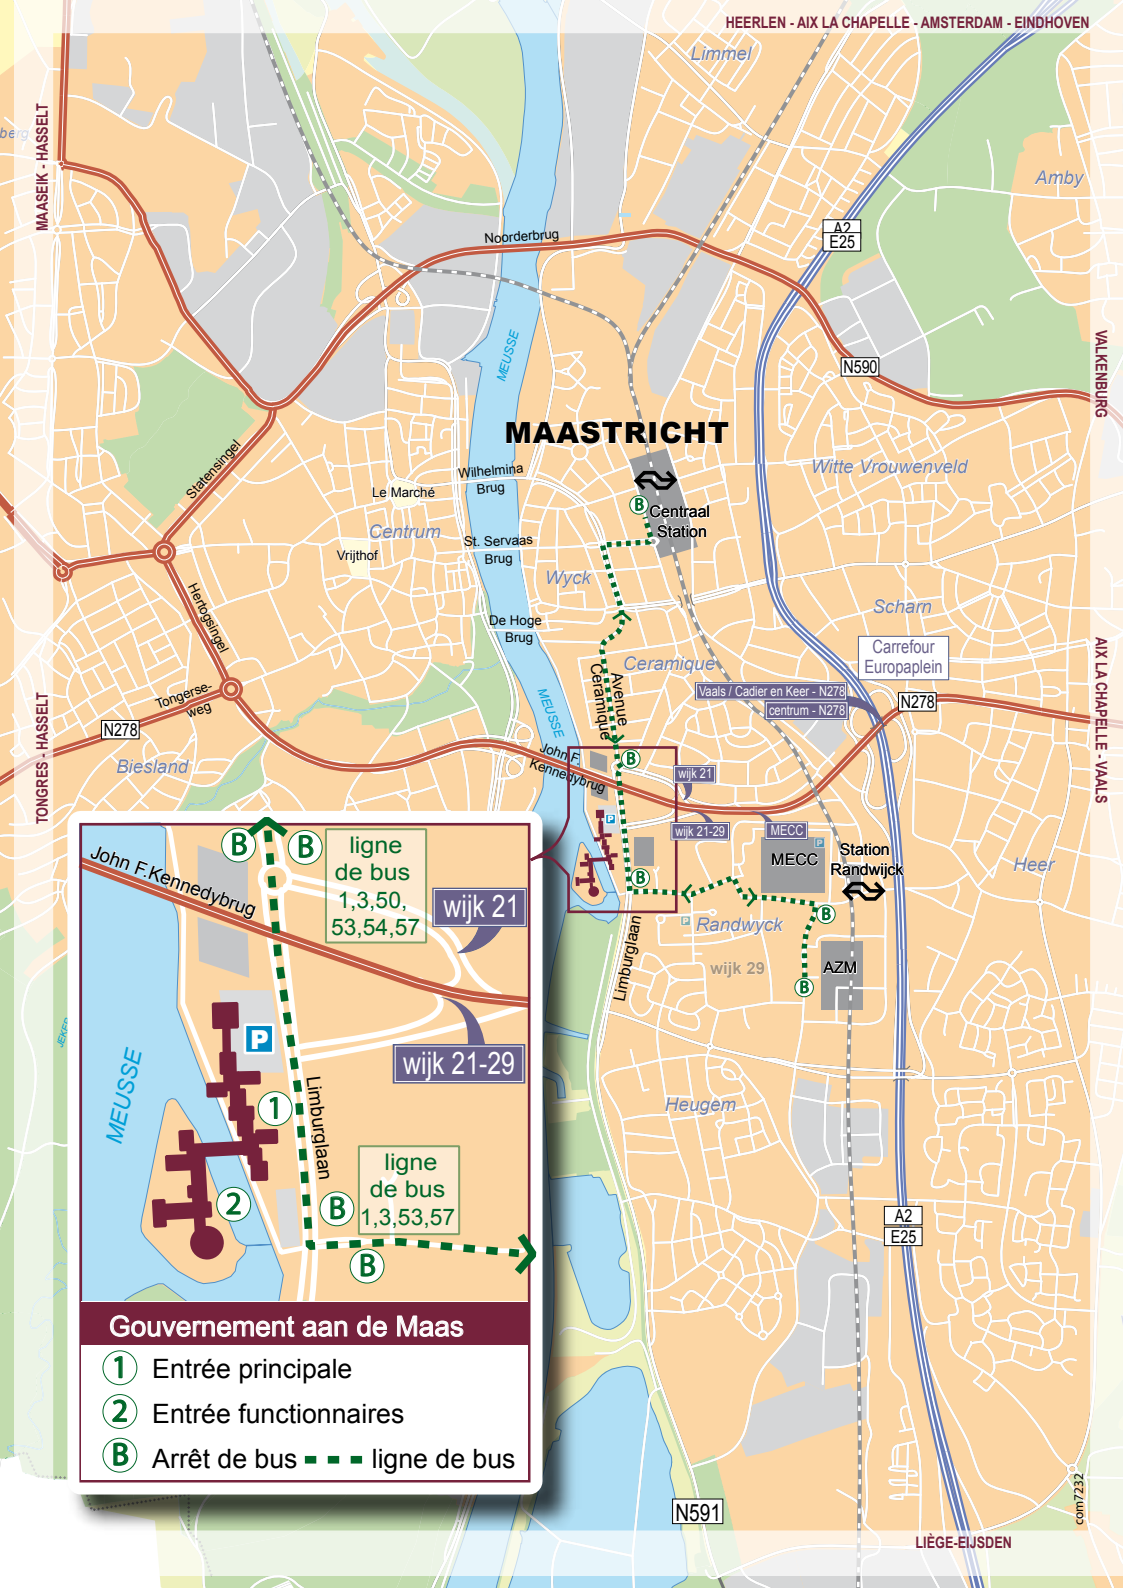 HEERLEN - AIX LA CHAPELLE - AMSTERDAM - EINDHOVEN
Limmel
MAASEIK - HASSELT
Amby
A2
E25
Noorderbrug
MEUSSE
VALKENBURG
N590
MAASTRICHT
Statensingel
Wilhelmina
Brug
Witte Vrouwenveld
Le Marché
B
Centraal
Station
Centrum
St. Servaas
Brug
Vrijthof
Wyck
Hertogsingel
De Hoge
Brug
Scharn
Carrefour
Europaplein
AIX LA CHAPELLE - VAALS
Ceramique
Avenue
Ceramique
Vaals / Cadier en Keer - N278
centrum - N278
N278
TONGRES - HASSELT
Tongerse-
weg
N278
MEUSSE
Biesland
John F.
Kennedybrug
B
wijk 21
P
wijk 21-29
MECC
MECC
P
Station
Randwijck
Heer
B
B
P
Randwyck
Limburglaan
wijk 29
AZM
B
JEKER
Heugem
A2
E25
N591
com7232
LIÈGE-EIJSDEN
B
B
ligne
de bus
1,3,50,
53,54,57
John F.Kennedybrug
wijk 21
P
wijk 21-29
MEUSSE
Limburglaan
1
ligne
de bus
1,3,53,57
2
B
B
Gouvernement aan de Maas
1 Entrée principale
2 Entrée functionnaires
B Arrêt de bus ligne de bus